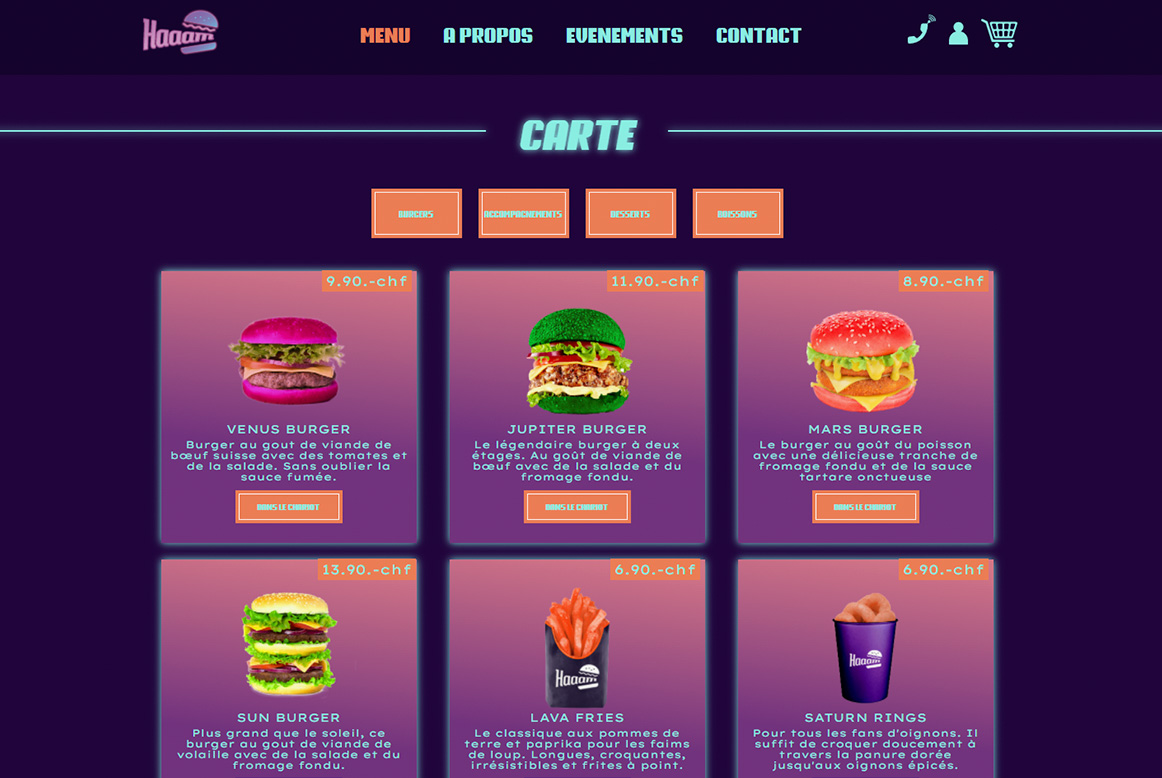 Haaam
MENU
A PROPOS
EVENEMENTS
CONTACT
CARTE
BURGERS
ACCOMPAGNEMENTS
DESSERTS
BOISSONS
9.90.-chf
VENUS BURGER
Burger au gout de viande de
bœuf suisse avec des tomates et
de la salade. Sans oublier la
sauce fumée.
DANS LE CHARIOT
11.90.-chf
JUPITER BURGER
Le légendaire burger à deux
étages. Au goût de viande de
bœuf avec de la salade et du
fromage fondu.
DANS LE CHARIOT
8.90.-chf
MARS BURGER
Le burger au goût du poisson
avec une délicieuse tranche de
fromage fondu et de la sauce
tartare onctueuse
DANS LE CHARIOT
13.90.-chf
SUN BURGER
Plus grand que le soleil, ce
burger au gout de viande de
volaille avec de la salade et du
fromage fondu.
6.90.-chf
Haaam
LAVA FRIES
Le classique aux pommes de
terre et paprika pour les faims
de loup. Longues, croquantes,
irrésistibles et frites à point.
6.90.-chf
Haaam
SATURN RINGS
Pour tous les fans d'oignons. Il
suffit de croquer doucement à
travers la panure dorée
jusqu'aux oignons épicés.